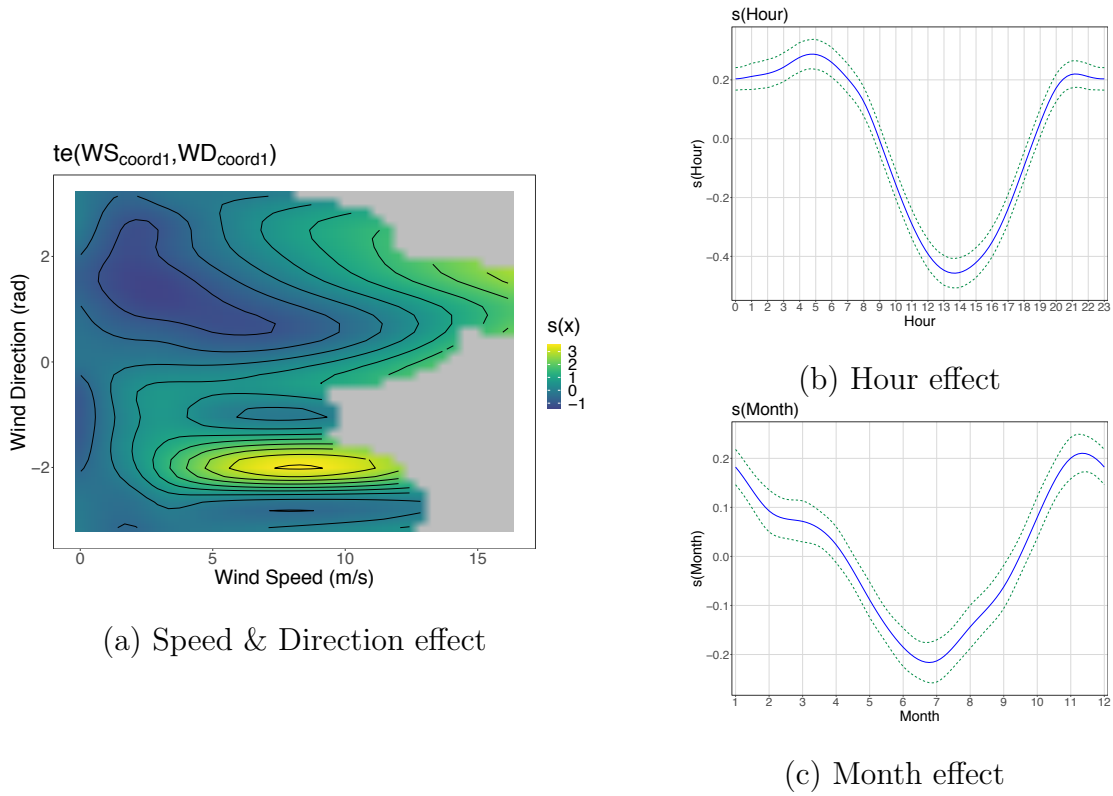 te(WS_coord1,WD_coord1)
2
0
−2
Wind Direction (rad)
0 5 10 15
Wind Speed (m/s)
s(x)
3
2
1
0
−1
(a) Speed & Direction effect
s(Hour)
0.2
0.0
−0.2
−0.4
s(Hour)
0 1 2 3 4 5 6 7 8 9 10 11 12 13 14 15 16 17 18 19 20 21 22 23
Hour
(b) Hour effect
s(Month)
0.2
0.1
0.0
−0.1
−0.2
s(Month)
1 2 3 4 5 6 7 8 9 10 11 12
Month
(c) Month effect